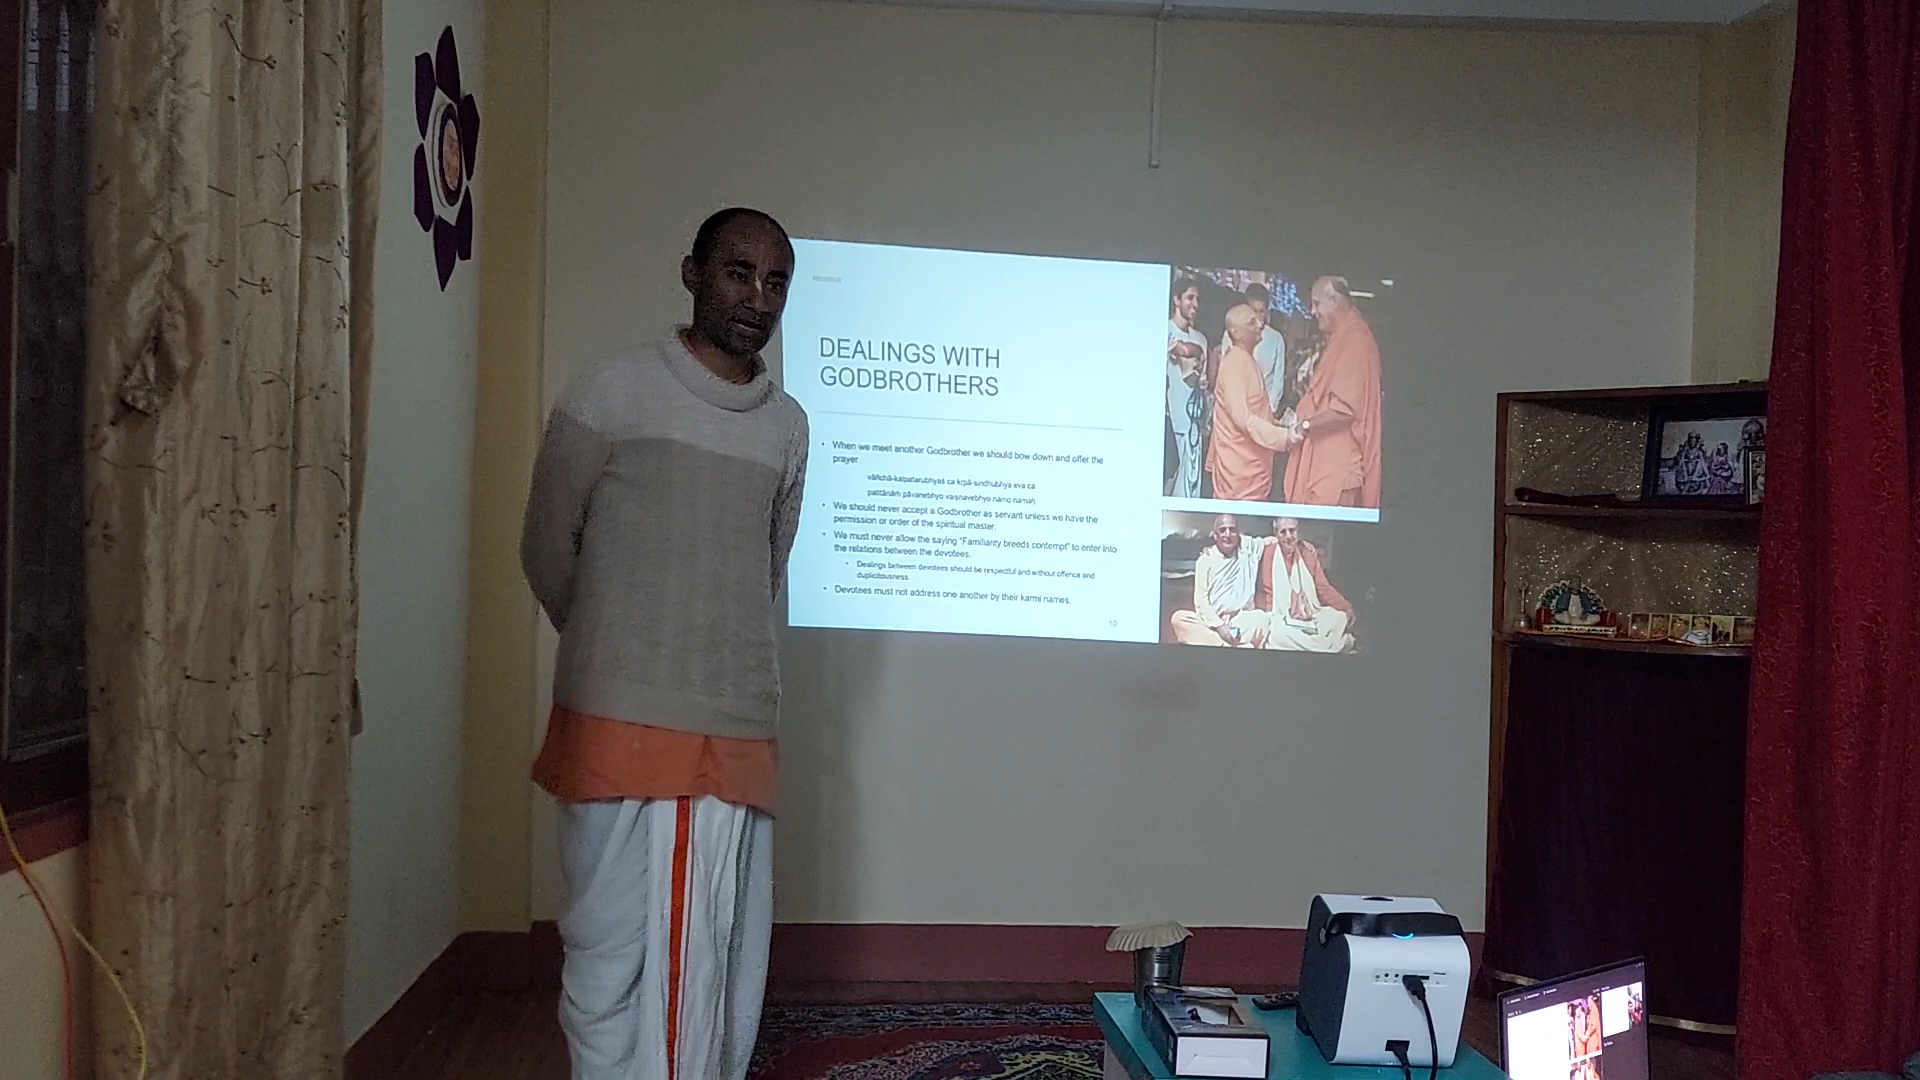 DEALINGS WITH
GODBROTHERS
• When we meet another Godbrother we should bow down and offer the
prayer
vāñchā-kalpatarubhyaś ca kṛpā-sindhubhya eva ca
patitānāṁ pāvanebhyo vaiṣṇavebhyo namo namaḥ
• We should never accept a Godbrother as servant unless we have the
permission or order of the spiritual master.
• We must never allow the saying "Familiarity breeds contempt" to enter into
the relations between the devotees.
• Dealings between devotees should be respectful and without offence and
duplicitousness.
• Devotees must not address one another by their karmi names.
10